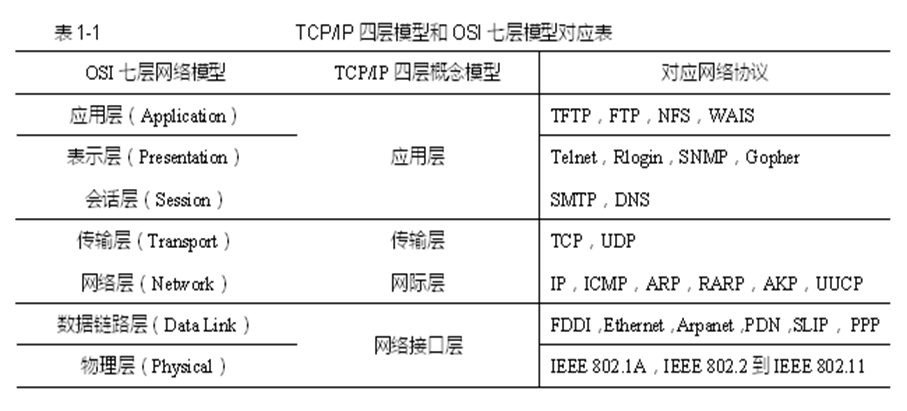 表 1-1 TCP/IP 四层模型和 OSI 七层模型对应表
OSI 七层网络模型 TCP/IP 四层概念模型 对应网络协议
应用层（Application） TFTP，FTP，NFS，WAIS
表示层（Presentation） 应用层 Telnet，Rlogin，SNMP，Gopher
会话层（Session） SMTP，DNS
传输层（Transport） 传输层 TCP，UDP
网络层（Network） 网际层 IP，ICMP，ARP，RARP，AKP，UUCP
数据链路层（Data Link） FDDI ,Ethernet，Arpanet ,PDN ,SLIP， PPP
网络接口层
物理层（Physical） IEEE 802.1A，IEEE 802.2 到 IEEE 802.11